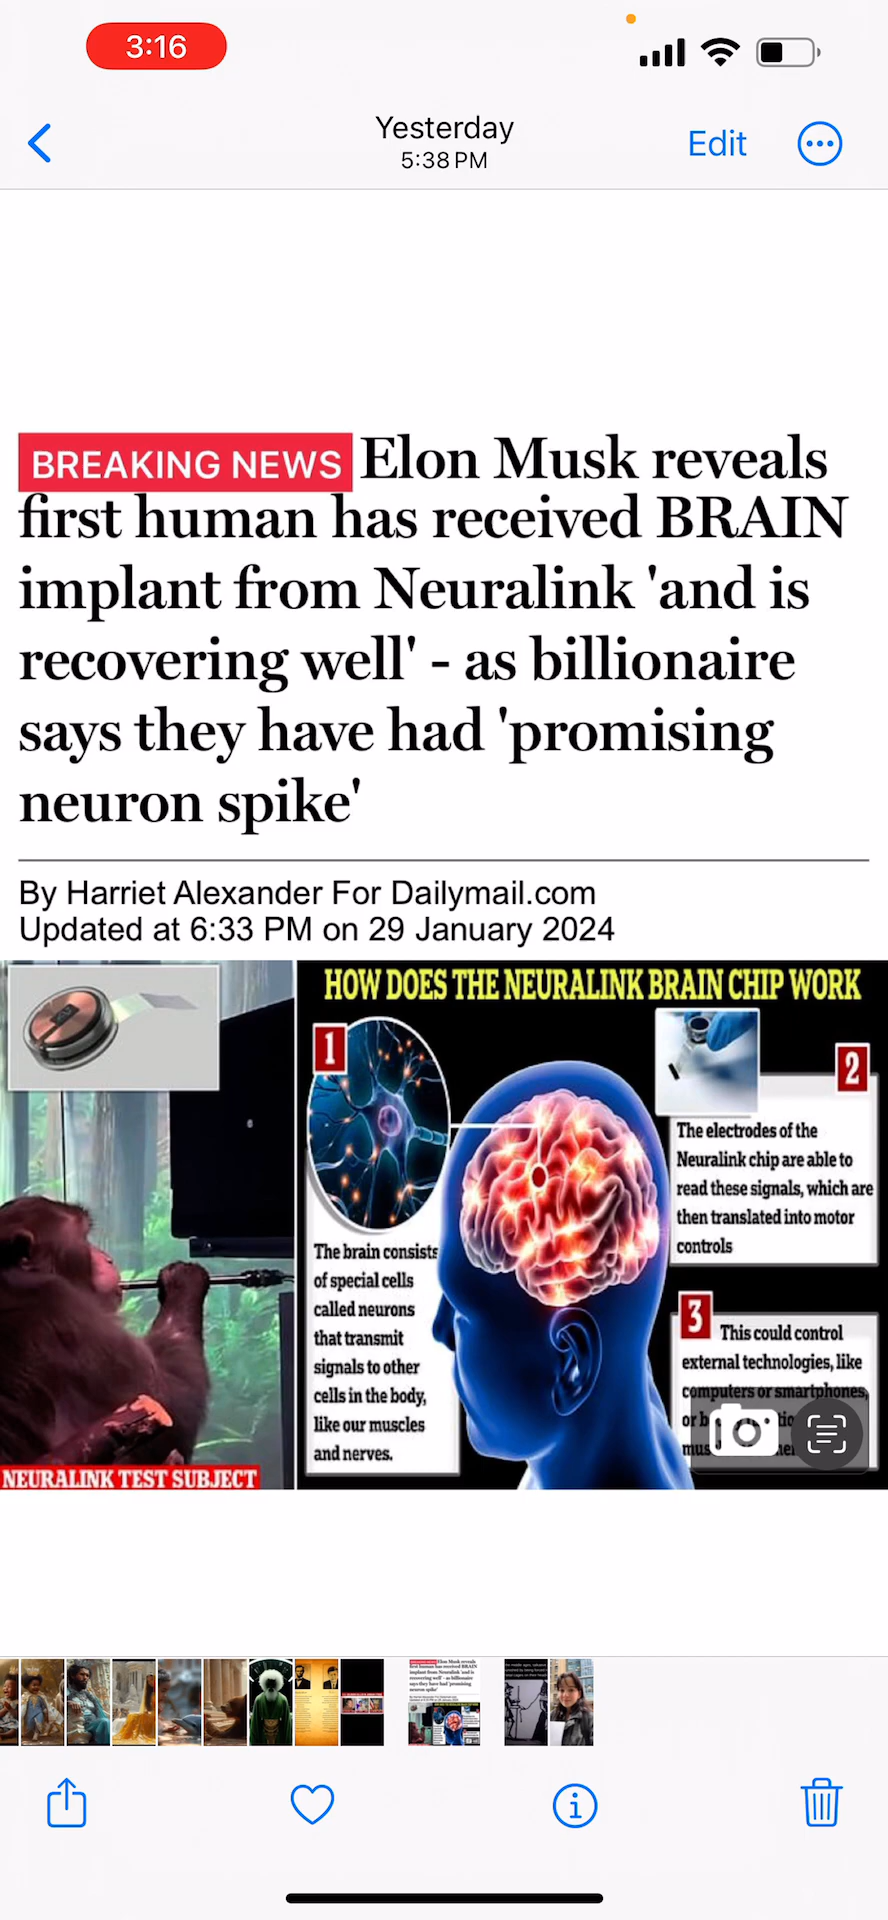 3:16
Yesterday
5:38 PM
Edit
BREAKING NEWS Elon Musk reveals
first human has received BRAIN
implant from Neuralink 'and is
recovering well' - as billionaire
says they have had 'promising
neuron spike'
By Harriet Alexander For Dailymail.com
Updated at 6:33 PM on 29 January 2024
HOW DOES THE NEURALINK BRAIN CHIP WORK
1
The brain consists
of special cells
called neurons
that transmit
signals to other
cells in the body,
like our muscles
and nerves.
2
The electrodes of the
Neuralink chip are able to
read these signals, which are
then translated into motor
controls
3
This could control
external technologies, like
computers or smartphones,
or
NEURALINK TEST SUBJECT